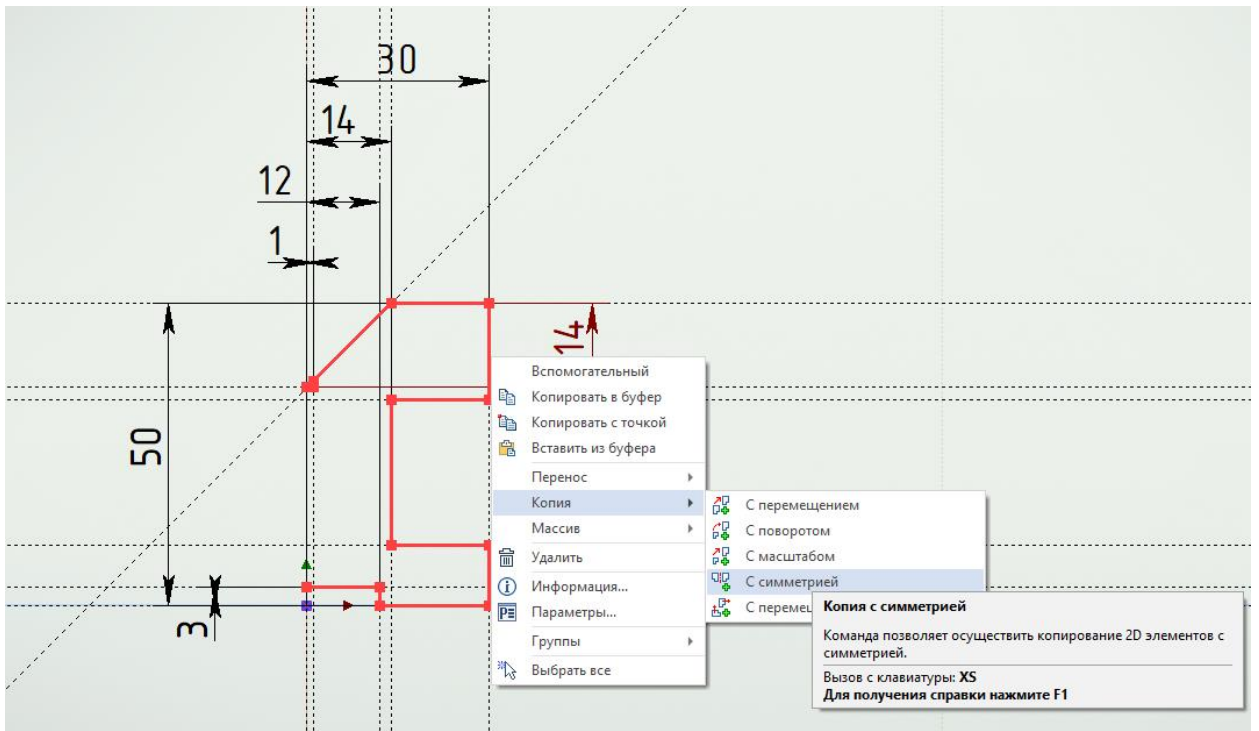 30
14
12
1
14
50
3
Вспомогательный
Копировать в буфер
Копировать с точкой
Вставить из буфера
Перенос
Копия
Массив
Удалить
Информация...
Параметры...
Группы
Выбрать все
С перемещением
С поворотом
С масштабом
С симметрией
С перемещ
Копия с симметрией
Команда позволяет осуществить копирование 2D элементов с
симметрией.
Вызов с клавиатуры: XS
Для получения справки нажмите F1